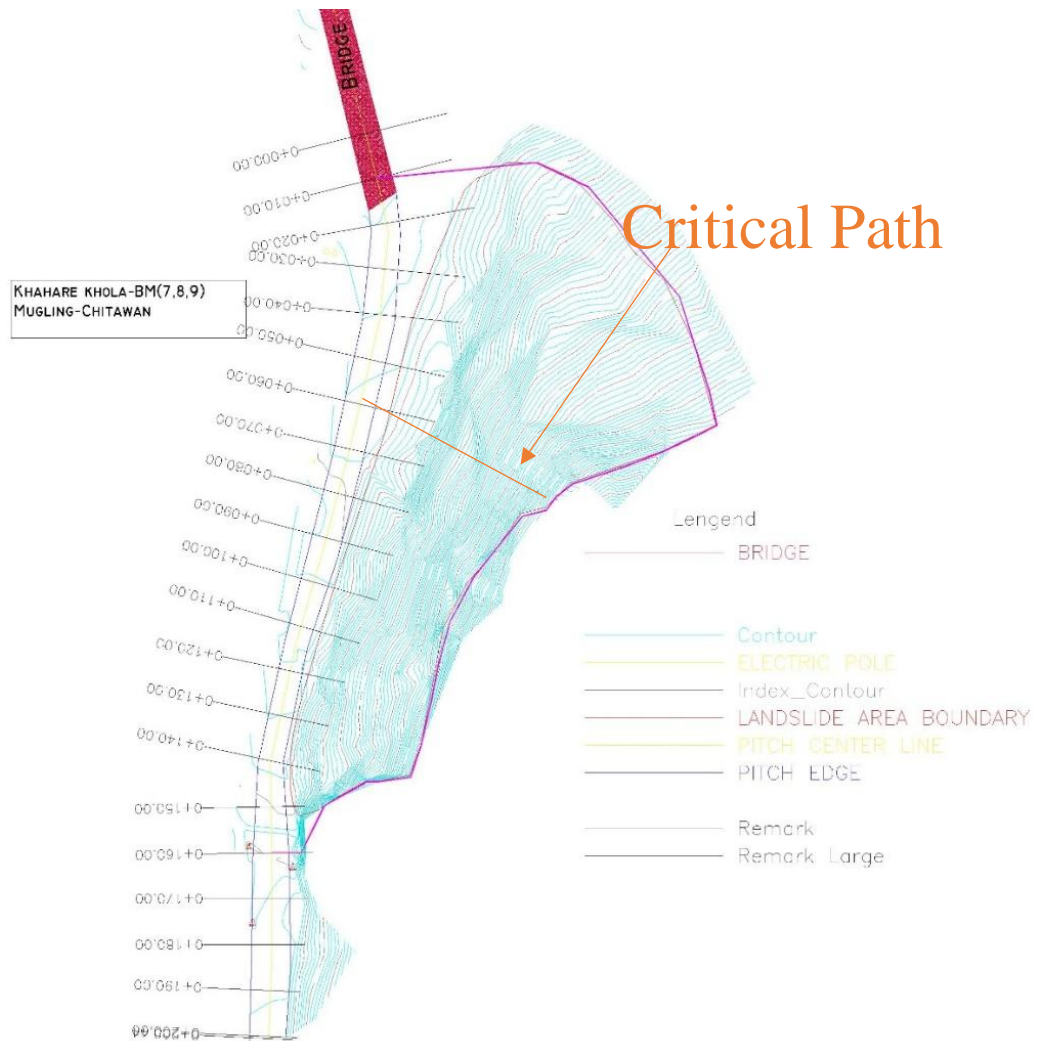 BRIDGE
0+000.00
0+010.00
0+020.00
0+030.00
0+040.00
0+050.00
0+060.00
0+070.00
0+080.00
0+090.00
0+100.00
0+110.00
0+120.00
0+130.00
0+140.00
0+150.00
0+160.00
0+170.00
0+180.00
0+190.00
Critical Path
KHAHARE KHOLA-BM(7,8,9)
MUGLING-CHITAWAN
Lengend
BRIDGE
Contour
ELECTRIC POLE
Index_Contour
LANDSLIDE AREA BOUNDARY
PITCH CENTER LINE
PITCH EDGE
Remark
Remark Large